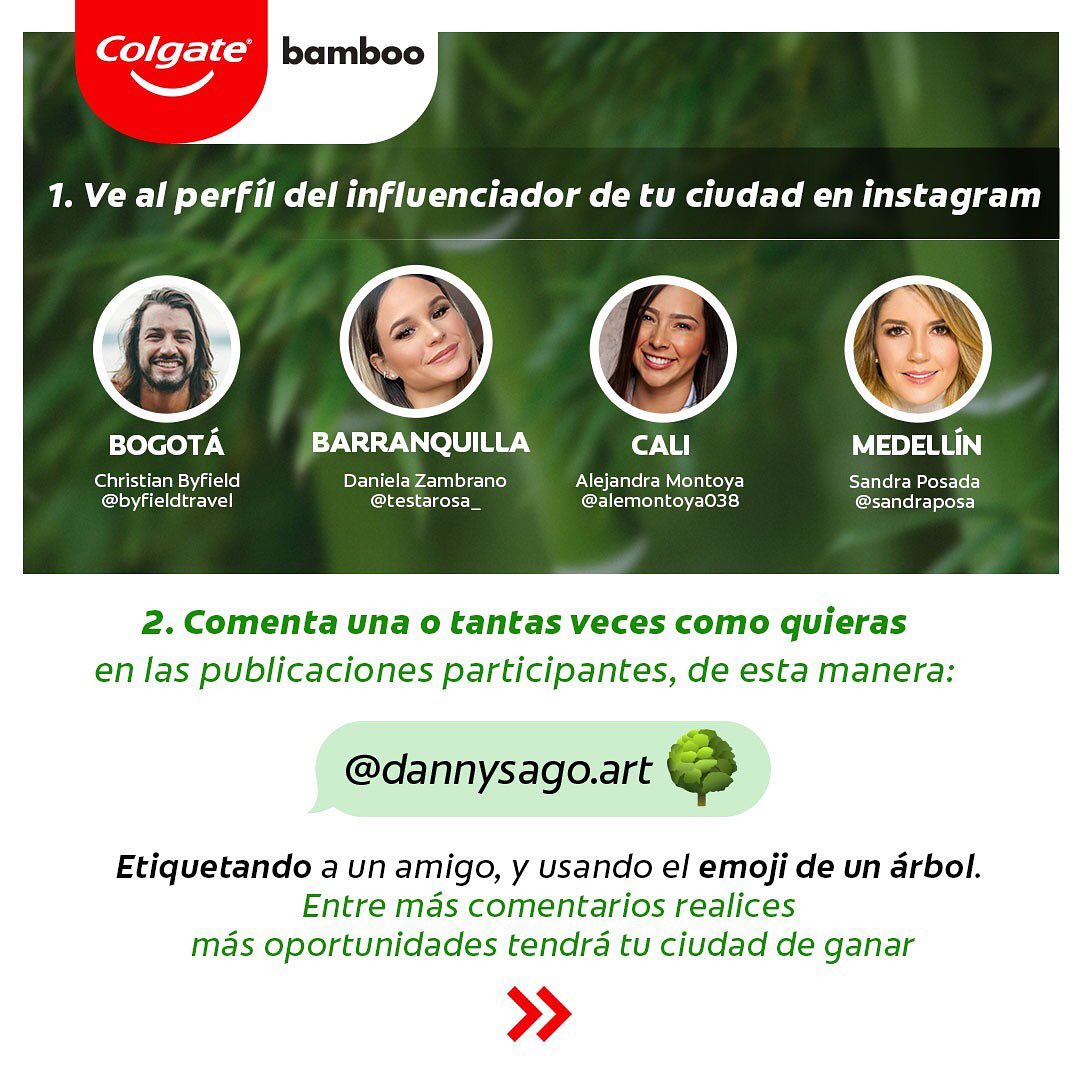 Colgate® bamboo
1. Ve al perfíl del influenciador de tu ciudad en instagram
BOGOTÁ
Christian Byfield
@byfieldtravel
BARRANQUILLA
Daniela Zambrano
@testarosa_
CALI
Alejandra Montoya
@alemontoya038
MEDELLÍN
Sandra Posada
@sandraposa
2. Comenta una o tantas veces como quieras
en las publicaciones participantes, de esta manera:
@dannysago.art
Etiquetando a un amigo, y usando el emoji de un árbol.
Entre más comentarios realices
más oportunidades tendrá tu ciudad de ganar